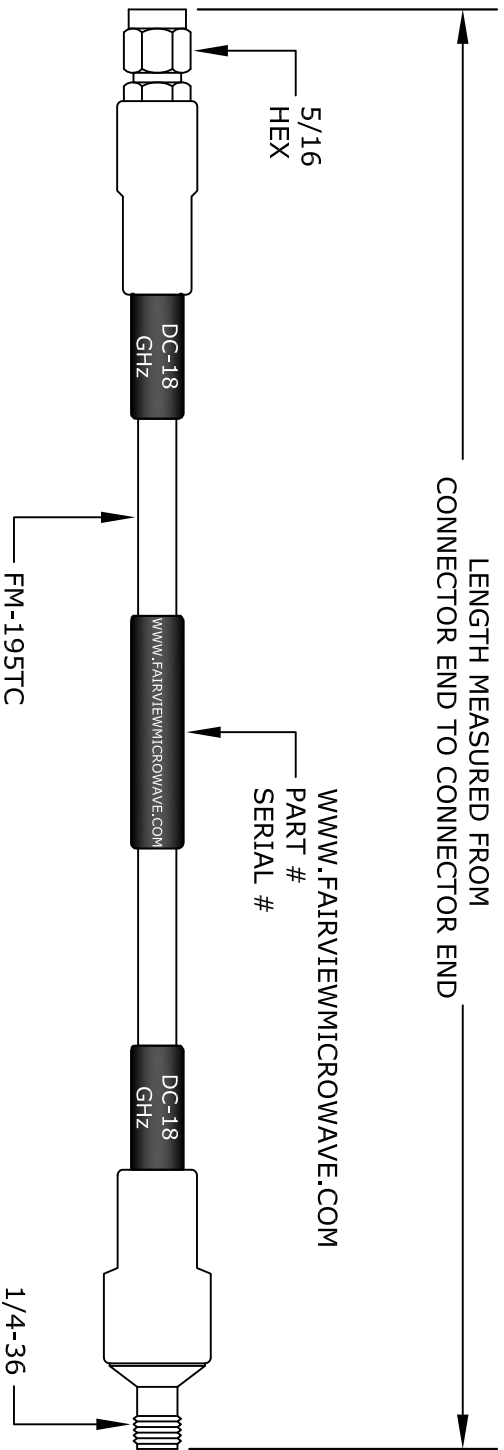 LENGTH MEASURED FROM
CONNECTOR END TO CONNECTOR END
5/16
HEX
WWW.FAIRVIEWMICROWAVE.COM
PART #
SERIAL #
DC-18
GHz
WWW.FAIRVIEWMICROWAVE.COM
DC-18
GHz
FM-195TC
1/4-36